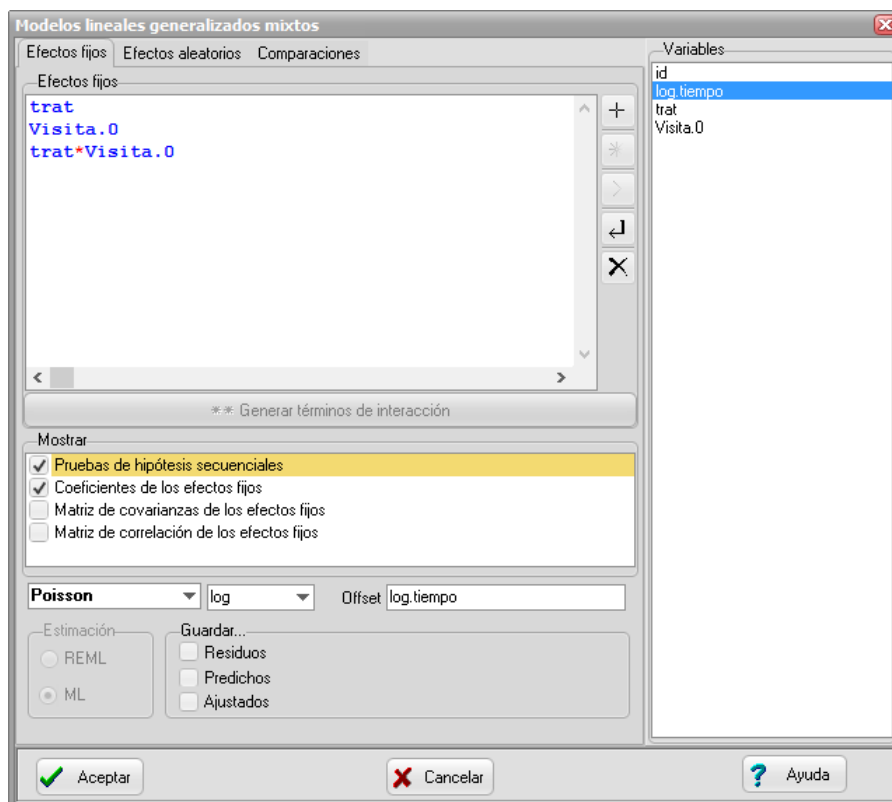 Modelos lineales generalizados mixtos
Efectos fijos Efectos aleatorios Comparaciones
Efectos fijos
trat
Visita.0
trat*Visita.0
** Generar términos de interacción
Mostrar
Pruebas de hipótesis secuenciales
Coeficientes de los efectos fijos
Matriz de covarianzas de los efectos fijos
Matriz de correlación de los efectos fijos
Poisson log Offset log.tiempo
Estimación
REML
ML
Guardar...
Residuos
Predichos
Ajustados
Variables
id
log.tiempo
trat
Visita.0
Aceptar Cancelar Ayuda